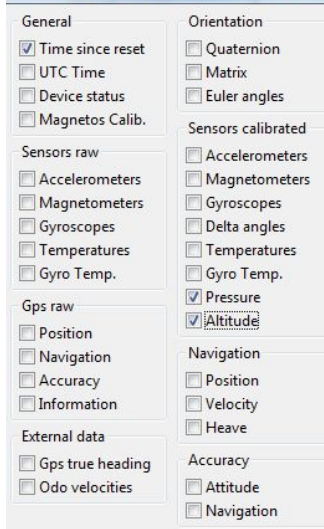 General
Time since reset
UTC Time
Device status
Magnetos Calib.
Sensors raw
Accelerometers
Magnetometers
Gyroscopes
Temperatures
Gyro Temp.
Gps raw
Position
Navigation
Accuracy
Information
External data
Gps true heading
Odo velocities
Orientation
Quaternion
Matrix
Euler angles
Sensors calibrated
Accelerometers
Magnetometers
Gyroscopes
Delta angles
Temperatures
Gyro Temp.
Pressure
Altitude
Navigation
Position
Velocity
Heave
Accuracy
Attitude
Navigation